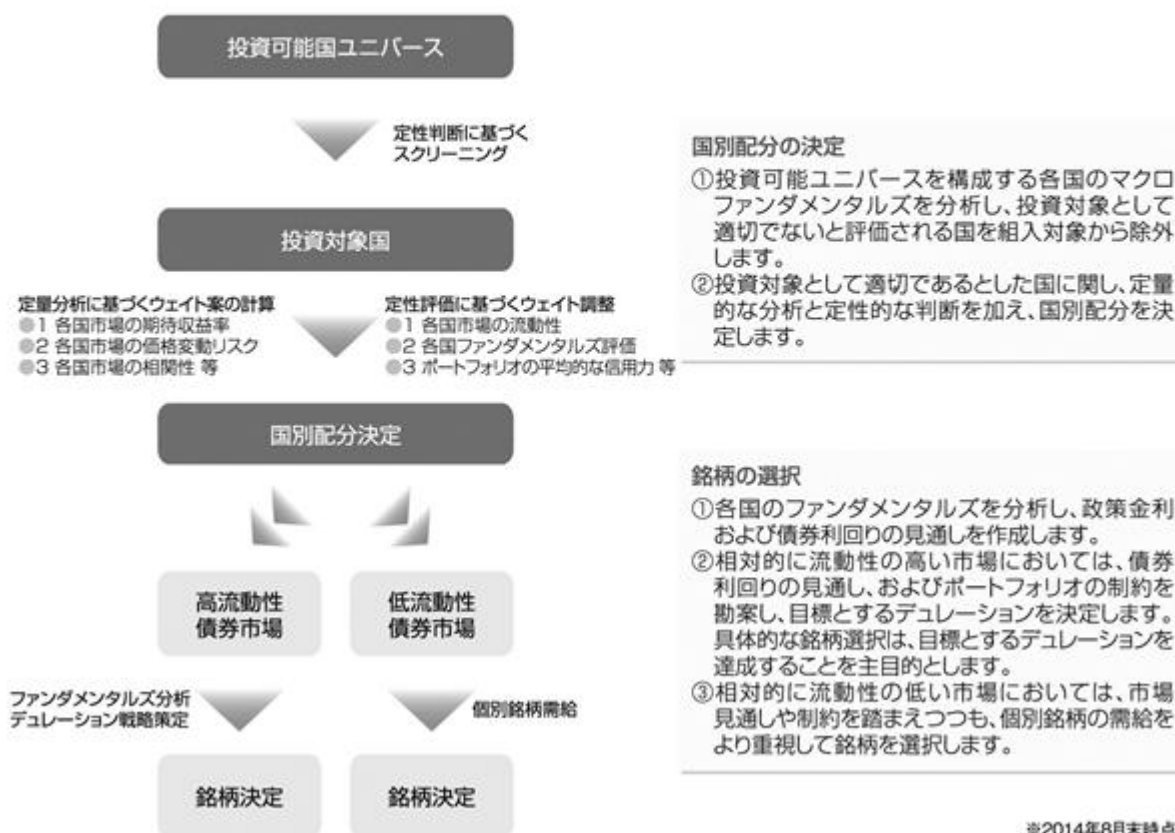 投資可能国ユニバース
定性判断に基づく
スクリーニング
投資対象国
定量分析に基づくウェイト案の計算
●1 各国市場の期待収益率
●2 各国市場の価格変動リスク
●3 各国市場の相関性 等
定性評価に基づくウェイト調整
●1 各国市場の流動性
●2 各国ファンダメンタルズ評価
●3 ポートフォリオの平均的な信用力 等
国別配分決定
高流動性
債券市場
低流動性
債券市場
ファンダメンタルズ分析
デュレーション戦略策定
個別銘柄需給
銘柄決定
銘柄決定
国別配分の決定
①投資可能ユニバースを構成する各国のマクロ
ファンダメンタルズを分析し、投資対象として
適切でないと評価される国を組入対象から除外
します。
②投資対象として適切であるとした国に関し、定量
的な分析と定性的な判断を加え、国別配分を決
定します。
銘柄の選択
①各国のファンダメンタルズを分析し、政策金利
および債券利回りの見通しを作成します。
②相対的に流動性の高い市場においては、債券
利回りの見通し、およびポートフォリオの制約を
勘案し、目標とするデュレーションを決定します。
具体的な銘柄選択は、目標とするデュレーションを
達成することを主目的とします。
③相対的に流動性の低い市場においては、市場
見通しや制約を踏まえつつも、個別銘柄の需給を
より重視して銘柄を選択します。
※2014年8月末時点